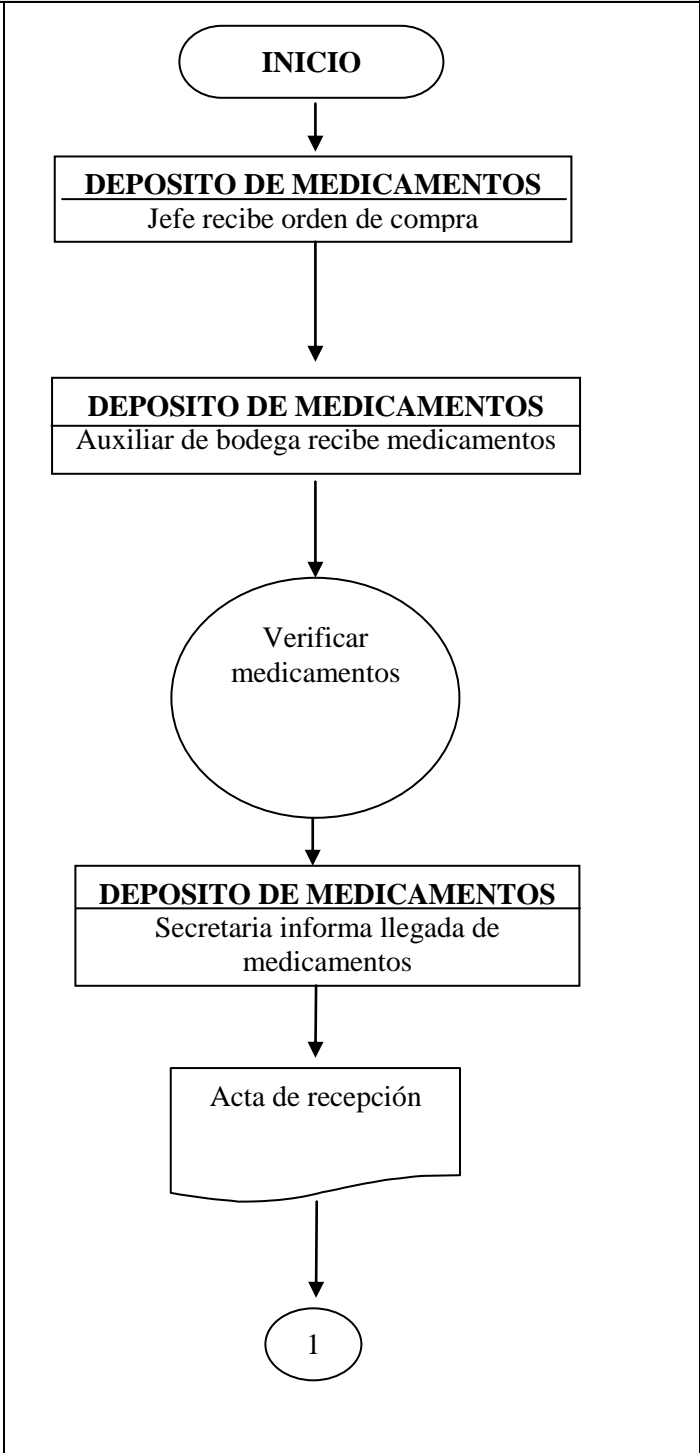 INICIO
DEPOSITO DE MEDICAMENTOS
Jefe recibe orden de compra
DEPOSITO DE MEDICAMENTOS
Auxiliar de bodega recibe medicamentos
Verificar
medicamentos
DEPOSITO DE MEDICAMENTOS
Secretaria informa llegada de
medicamentos
Acta de recepción
1